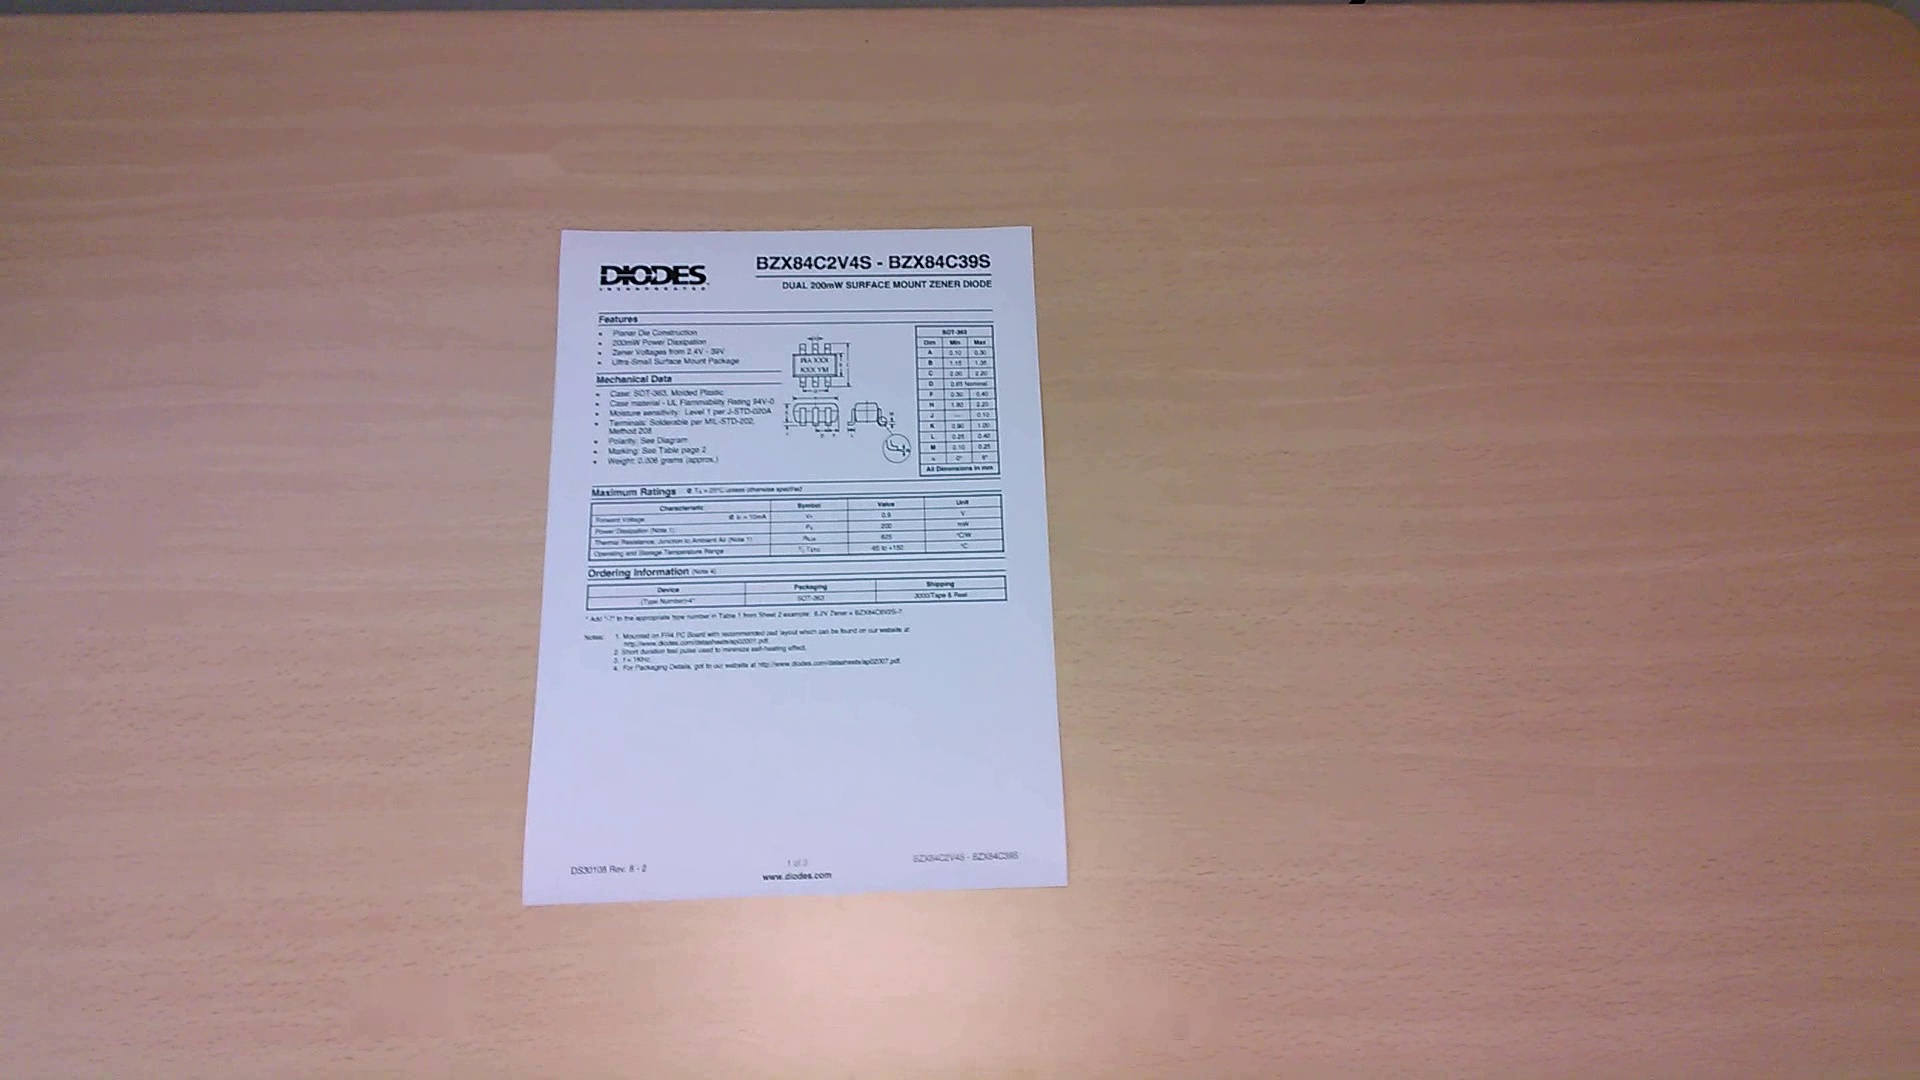 DIODES
INCORPORATED
BZX84C2V4S - BZX84C39S
DUAL 200mW SURFACE MOUNT ZENER DIODE
Features
• Planar Die Construction
• 200mW Power Dissipation
• Zener Voltages from 2.4V - 39V
• Ultra-Small Surface Mount Package
Mechanical Data
• Case: SOT-363, Molded Plastic
• Case material - UL Flammability Rating 94V-0
• Moisture sensitivity: Level 1 per J-STD-020A
• Terminals: Solderable per MIL-STD-202,
Method 208
• Polarity: See Diagram
• Marking: See Table page 2
• Weight: 0.006 grams (approx.)
KXX YM
SOT-363
Dim Min Max
A 0.10 0.30
B 1.15 1.35
C 2.00 2.20
D 0.65 Nominal
F 0.30 0.40
H 1.80 2.20
J — 0.10
K 0.90 1.00
L 0.25 0.40
M 0.10 0.25
0° 8°
All Dimensions in mm
Maximum Ratings @ TA = 25°C unless otherwise specified
Characteristic Symbol Value Unit
Forward Voltage @ IF = 10mA VF 0.9 V
Power Dissipation (Note 1) 200 mW
Thermal Resistance, Junction to Ambient Air (Note 1) 625 °C/W
Operating and Storage Temperature Range -65 to +150 °C
Ordering Information (Note 4)
Device Packaging Shipping
(Type Number)-7* SOT-363 3000/Tape & Reel
* Add "-7" to the appropriate type number in Table 1 from Sheet 2 example: 6.2V Zener = BZX84C6V2S-7.
Notes: 1. Mounted on FR4 PC Board with recommended pad layout which can be found on our website at
http://www.diodes.com/datasheets/ap02001.pdf.
2. Short duration test pulse used to minimize self-heating effect.
3. f = 1KHz.
4. For Packaging Details, got to our website at http://www.diodes.com/datasheets/ap02007.pdf.
DS30108 Rev. 8 - 2
1 of 3
www.diodes.com
BZX84C2V4S - BZX84C39S